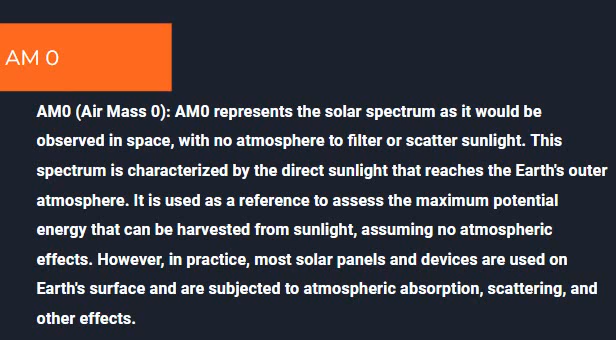 AM 0
AM0 (Air Mass 0): AM0 represents the solar spectrum as it would be
observed in space, with no atmosphere to filter or scatter sunlight. This
spectrum is characterized by the direct sunlight that reaches the Earth's outer
atmosphere. It is used as a reference to assess the maximum potential
energy that can be harvested from sunlight, assuming no atmospheric
effects. However, in practice, most solar panels and devices are used on
Earth's surface and are subjected to atmospheric absorption, scattering, and
other effects.